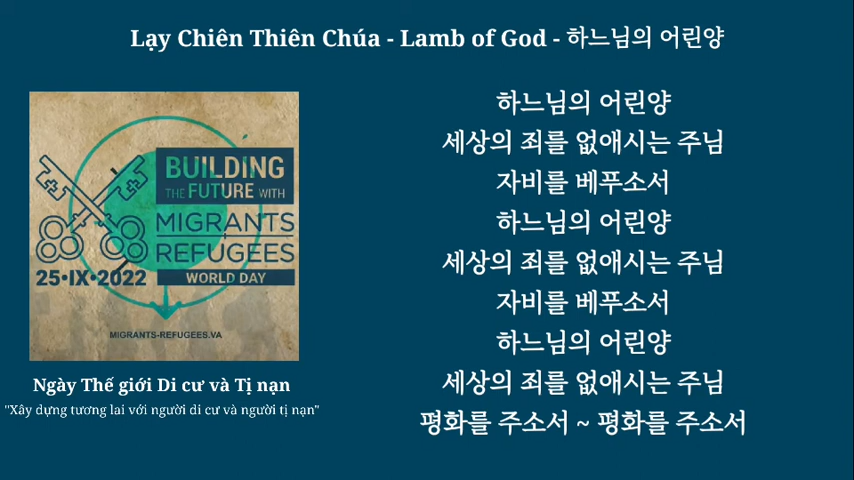 Lạy Chiên Thiên Chúa - Lamb of God - 하느님의 어린양
BUILDING
THE FUTURE WITH
MIGRANTS
REFUGEES
25•IX•2022 WORLD DAY
MIGRANTS-REFUGEES.VA
Ngày Thế giới Di cư và Tị nạn
"Xây dựng tương lai với người di cư và người tị nạn"
하느님의 어린양
세상의 죄를 없애시는 주님
자비를 베푸소서
하느님의 어린양
세상의 죄를 없애시는 주님
자비를 베푸소서
하느님의 어린양
세상의 죄를 없애시는 주님
평화를 주소서 ~ 평화를 주소서